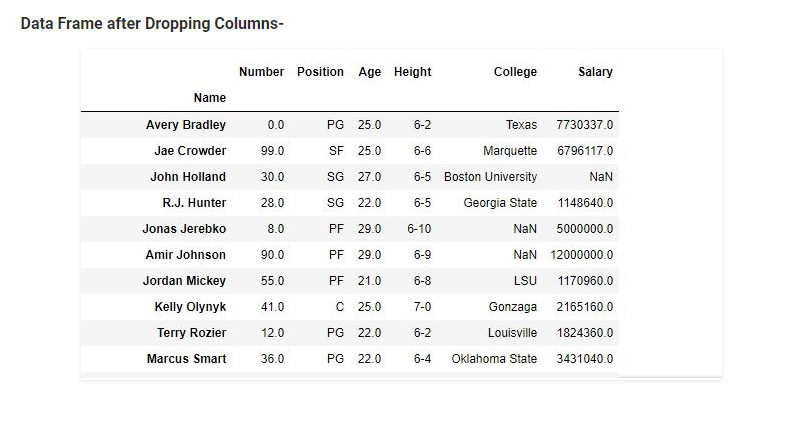 Data Frame after Dropping Columns-
Number Position Age Height College Salary
Name
Avery Bradley 0.0 PG 25.0 6-2 Texas 7730337.0
Jae Crowder 99.0 SF 25.0 6-6 Marquette 6796117.0
John Holland 30.0 SG 27.0 6-5 Boston University NaN
R.J. Hunter 28.0 SG 22.0 6-5 Georgia State 1148640.0
Jonas Jerebko 8.0 PF 29.0 6-10 NaN 5000000.0
Amir Johnson 90.0 PF 29.0 6-9 NaN 12000000.0
Jordan Mickey 55.0 PF 21.0 6-8 LSU 1170960.0
Kelly Olynyk 41.0 C 25.0 7-0 Gonzaga 2165160.0
Terry Rozier 12.0 PG 22.0 6-2 Louisville 1824360.0
Marcus Smart 36.0 PG 22.0 6-4 Oklahoma State 3431040.0